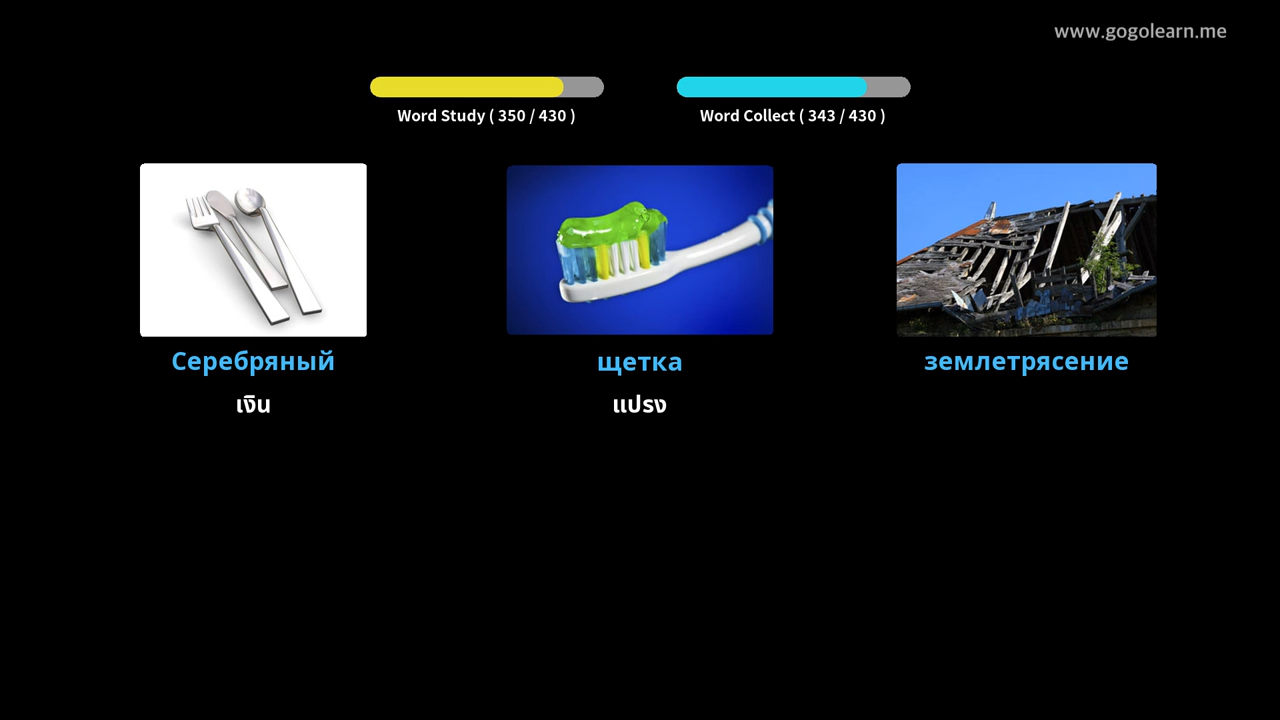 www.gogolearn.me
Word Study ( 350 / 430 )
Word Collect ( 343 / 430 )
Серебряный
щетка
землетрясение
เงิน
แปรง